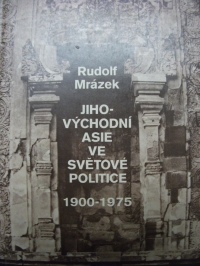 Rudolf
Mrázek
JIHO-
VÝCHODNÍ
ASIE
VE
SVĚTOVÉ
POLITICE
1900-1975